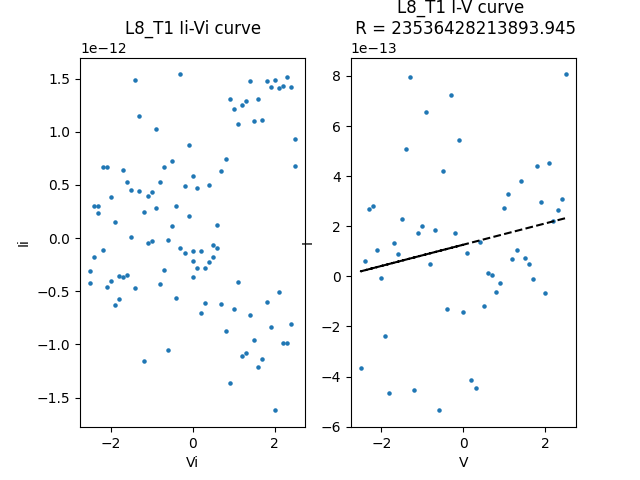 L8_T1 Ii-Vi curve
1e−12
1.5
1.0
0.5
0.0
−0.5
−1.0
−1.5
Ii
−2
0
2
Vi
L8_T1 I-V curve
R = 23536428213893.945
1e−13
8
6
4
2
0
−2
−4
−6
I
−2
0
2
V